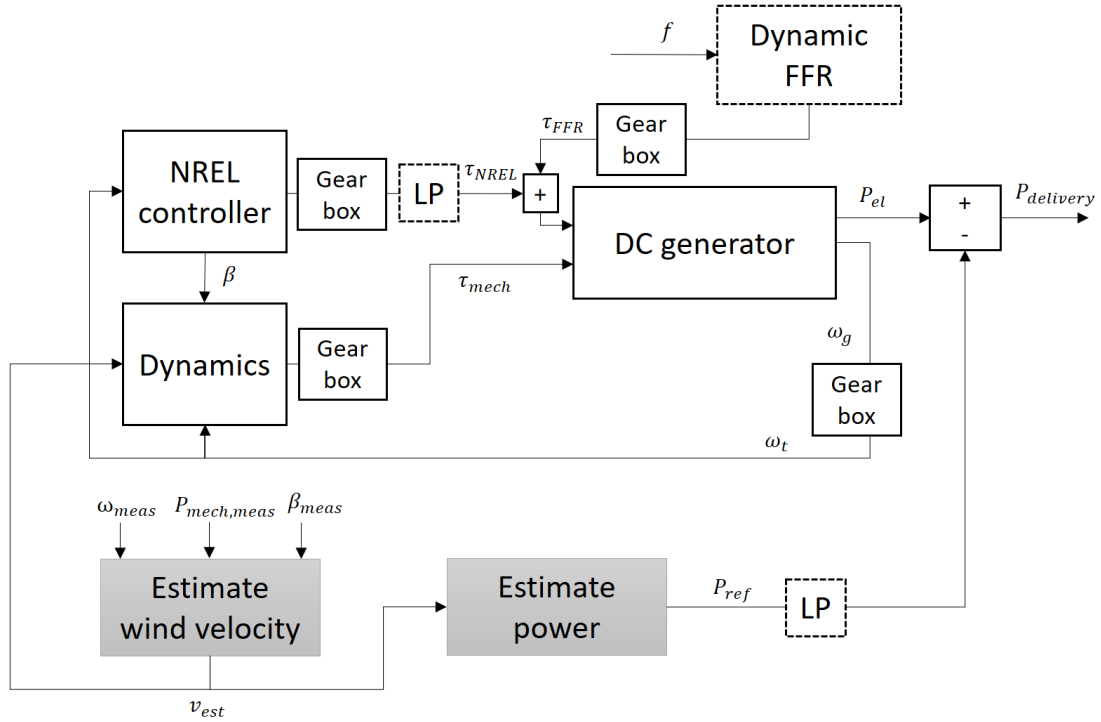 f
Dynamic
FFR
τ_FFR
Gear
box
NREL
controller
Gear
box
LP
τ_NREL
+
DC generator
P_el
+
-
P_delivery
β
τ_mech
Dynamics
Gear
box
ω_g
Gear
box
ω_t
ω_meas
P_mech,meas
β_meas
Estimate
wind velocity
Estimate
power
P_ref
LP
v_est